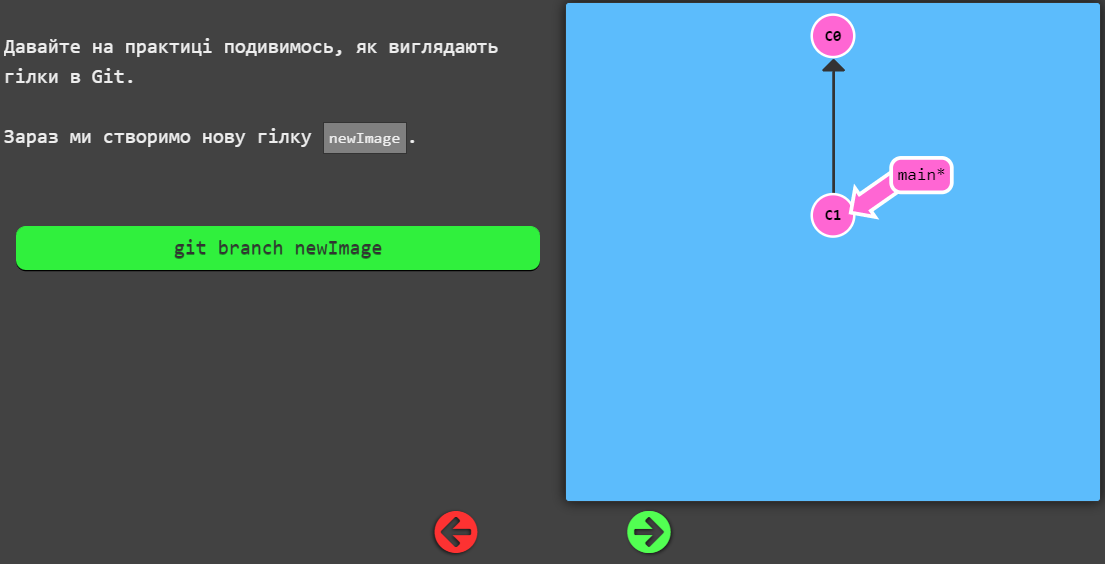 Давайте на практиці подивимось, як виглядають
гілки в Git.
Зараз ми створимо нову гілку newImage.
git branch newImage
C0
main*
C1